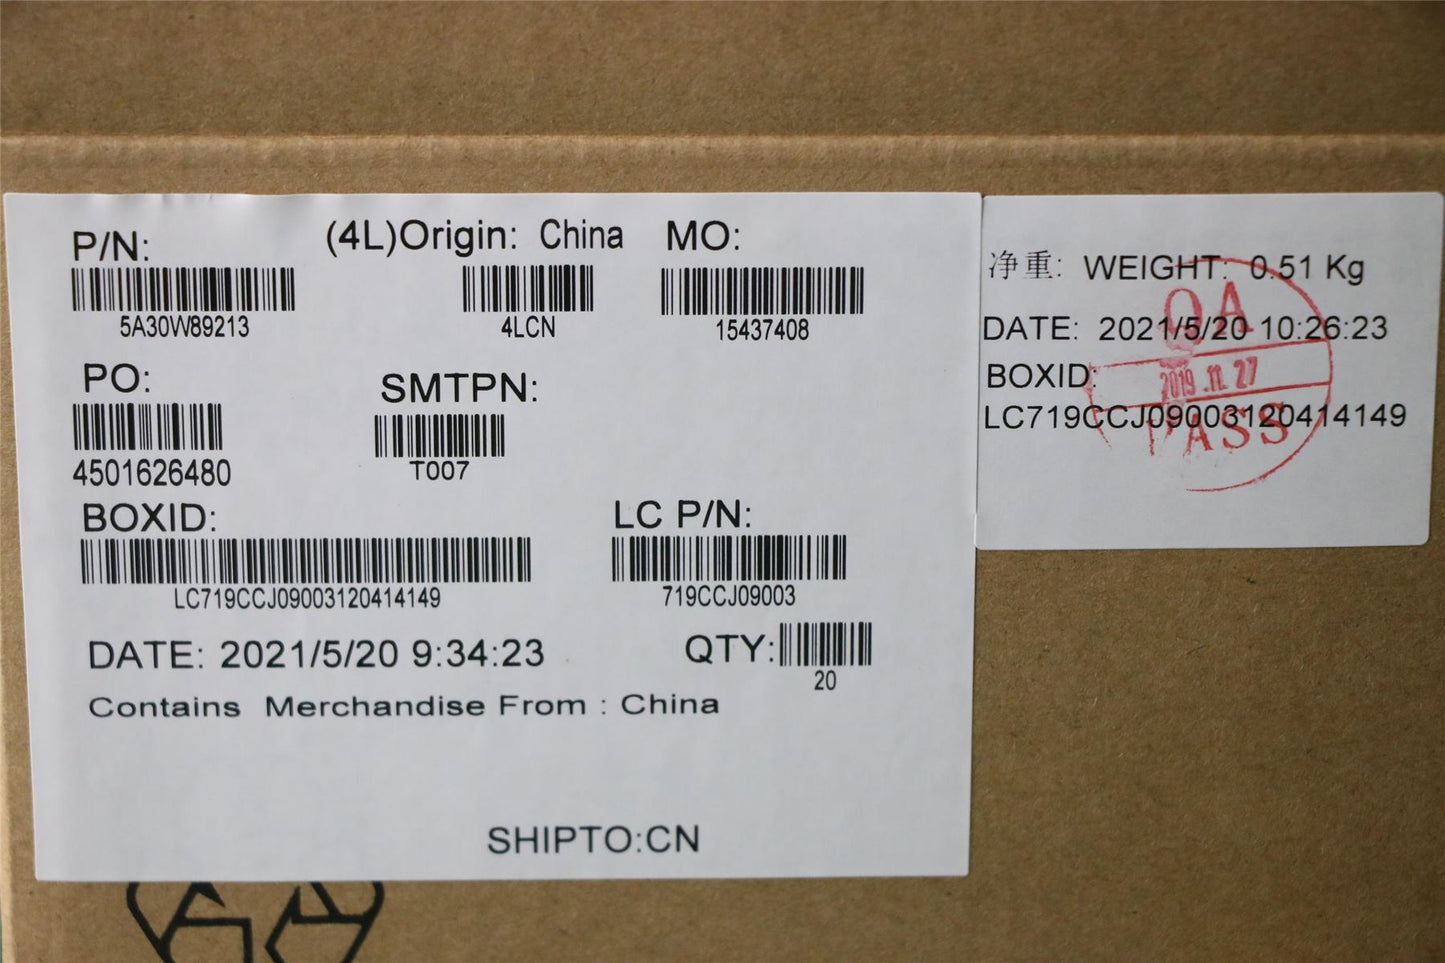 P/N:
5A30W89213
(4L)Origin: China
4LCN
MO:
15437408
PO:
4501626480
SMTPN:
T007
BOXID:
LC719CCJ09003120414149
LC P/N:
719CCJ09003
DATE: 2021/5/20 9:34:23
QTY:
20
Contains Merchandise From : China
SHIPTO:CN
净重: WEIGHT: 0.51 Kg
DATE: 2021/5/20 10:26:23
BOXID:
LC719CCJ09003120414149
QA
2019.11.27
PASS